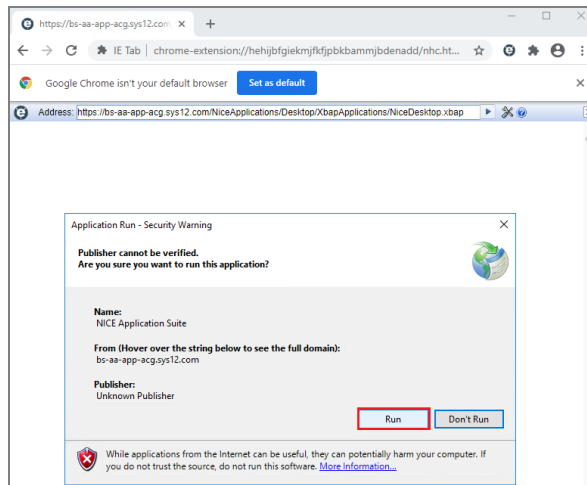 https://bs-aa-app-acg.sys12.com
IE Tab | chrome-extension://hehijbfgiekmjfkfjpbkbammjbdenadd/nhc.ht...
Google Chrome isn't your default browser Set as default
Address: https://bs-aa-app-acg.sys12.com/NiceApplications/Desktop/XbapApplications/NiceDesktop.xbap
Application Run - Security Warning
Publisher cannot be verified.
Are you sure you want to run this application?
Name:
NICE Application Suite
From (Hover over the string below to see the full domain):
bs-aa-app-acg.sys12.com
Publisher:
Unknown Publisher
Run Don't Run
While applications from the Internet can be useful, they can potentially harm your computer. If
you do not trust the source, do not run this software. More Information...